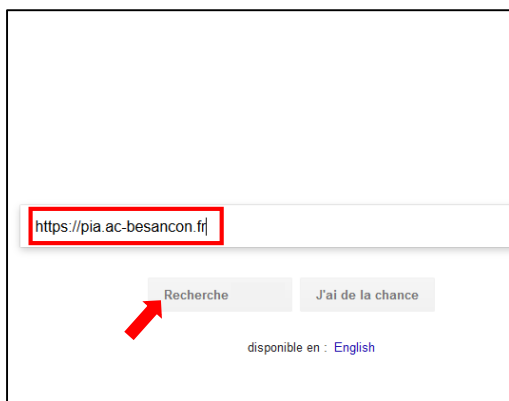 https://pia.ac-besancon.fr
Recherche J'ai de la chance
disponible en : English